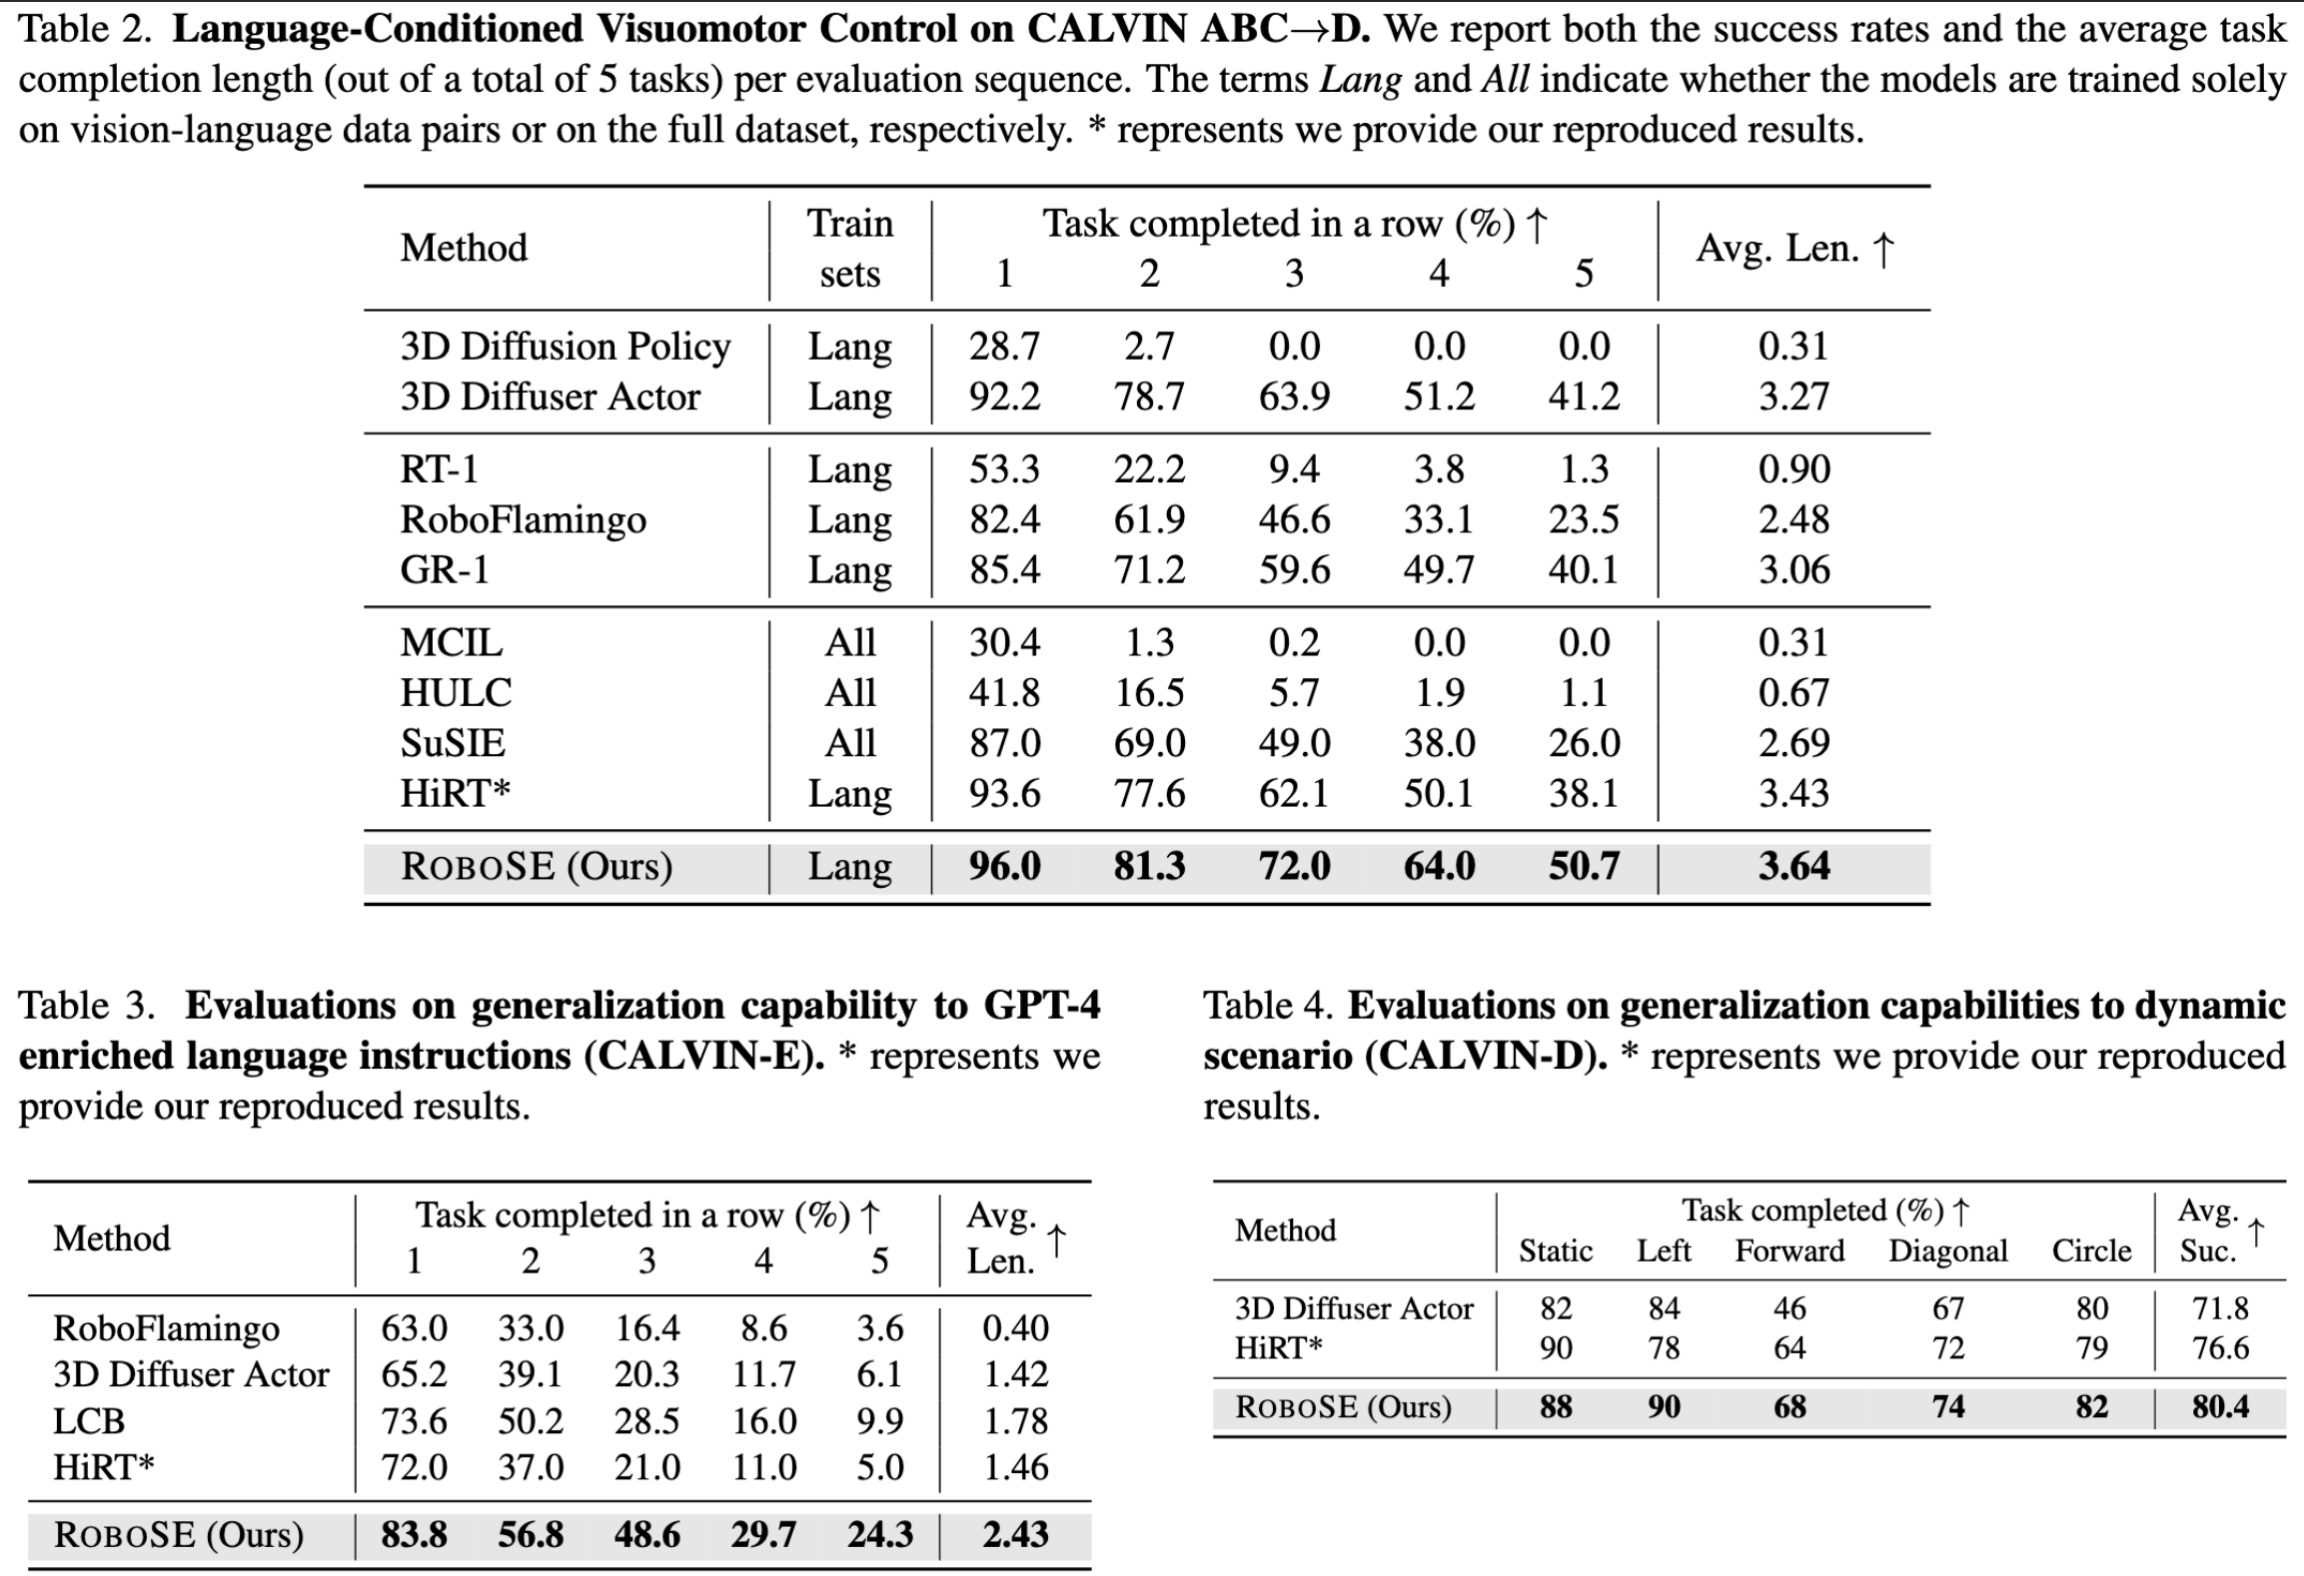 Table 2. Language-Conditioned Visuomotor Control on CALVIN ABC→D. We report both the success rates and the average task
completion length (out of a total of 5 tasks) per evaluation sequence. The terms Lang and All indicate whether the models are trained solely
on vision-language data pairs or on the full dataset, respectively. * represents we provide our reproduced results.
Method Train sets Task completed in a row (%) ↑ Avg. Len. ↑
1 2 3 4 5
3D Diffusion Policy Lang 28.7 2.7 0.0 0.0 0.0 0.31
3D Diffuser Actor Lang 92.2 78.7 63.9 51.2 41.2 3.27
RT-1 Lang 53.3 22.2 9.4 3.8 1.3 0.90
RoboFlamingo Lang 82.4 61.9 46.6 33.1 23.5 2.48
GR-1 Lang 85.4 71.2 59.6 49.7 40.1 3.06
MCIL All 30.4 1.3 0.2 0.0 0.0 0.31
HULC All 41.8 16.5 5.7 1.9 1.1 0.67
SuSIE All 87.0 69.0 49.0 38.0 26.0 2.69
HiRT* Lang 93.6 77.6 62.1 50.1 38.1 3.43
ROBOSE (Ours) Lang 96.0 81.3 72.0 64.0 50.7 3.64
Table 3. Evaluations on generalization capability to GPT-4
enriched language instructions (CALVIN-E). * represents we
provide our reproduced results.
Method Task completed in a row (%) ↑ Avg. Len. ↑
1 2 3 4 5
RoboFlamingo 63.0 33.0 16.4 8.6 3.6 0.40
3D Diffuser Actor 65.2 39.1 20.3 11.7 6.1 1.42
LCB 73.6 50.2 28.5 16.0 9.9 1.78
HiRT* 72.0 37.0 21.0 11.0 5.0 1.46
ROBOSE (Ours) 83.8 56.8 48.6 29.7 24.3 2.43
Table 4. Evaluations on generalization capabilities to dynamic
scenario (CALVIN-D). * represents we provide our reproduced
results.
Method Task completed (%) ↑ Avg. Suc. ↑
Static Left Forward Diagonal Circle
3D Diffuser Actor 82 84 46 67 80 71.8
HiRT* 90 78 64 72 79 76.6
ROBOSE (Ours) 88 90 68 74 82 80.4